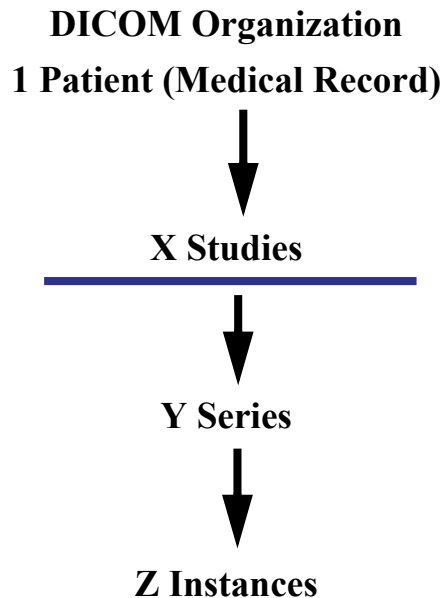 DICOM Organization
1 Patient (Medical Record)
X Studies
Y Series
Z Instances